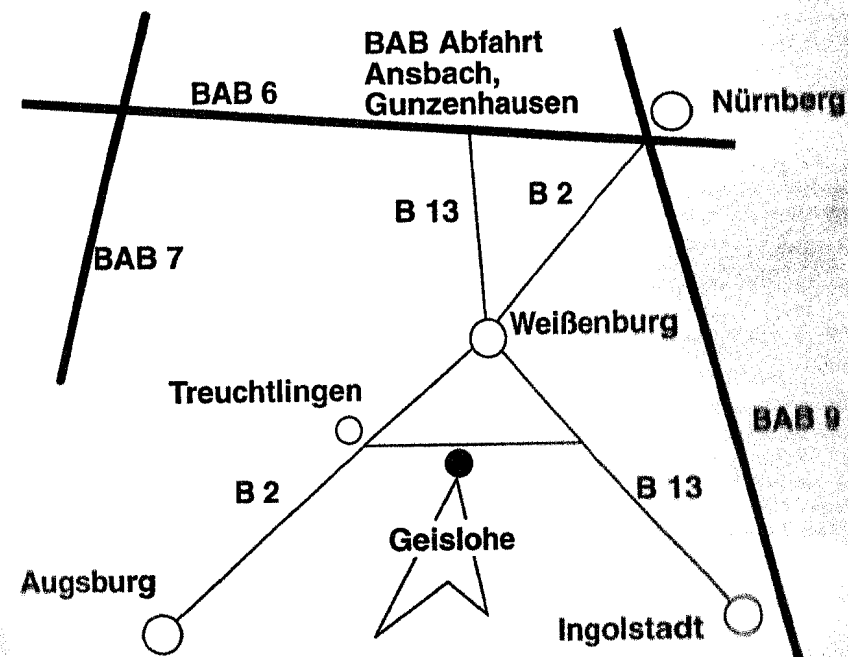 BAB Abfahrt
Ansbach,
Gunzenhausen
BAB 6
Nürnberg
B 13
B 2
BAB 7
Weißenburg
Treuchtlingen
BAB 9
B 2
B 13
Geislohe
Augsburg
Ingolstadt